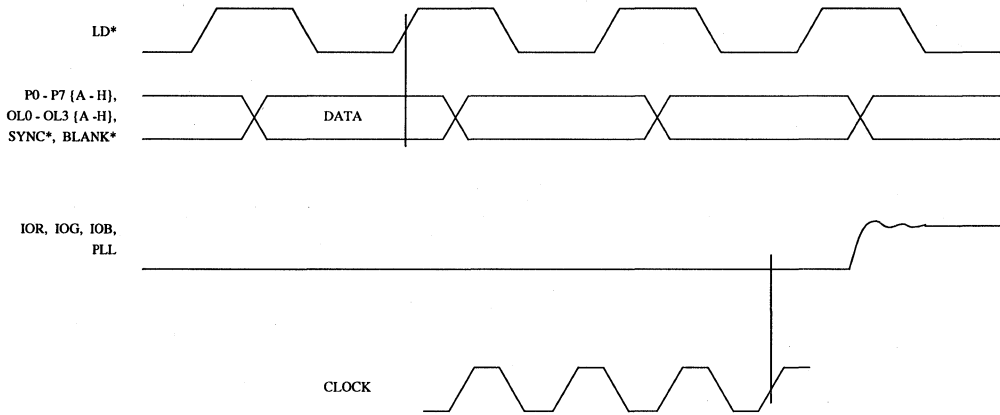 LD*
P0 - P7 {A - H},
OL0 - OL3 {A -H},
SYNC*, BLANK*
DATA
IOR, IOG, IOB,
PLL
CLOCK